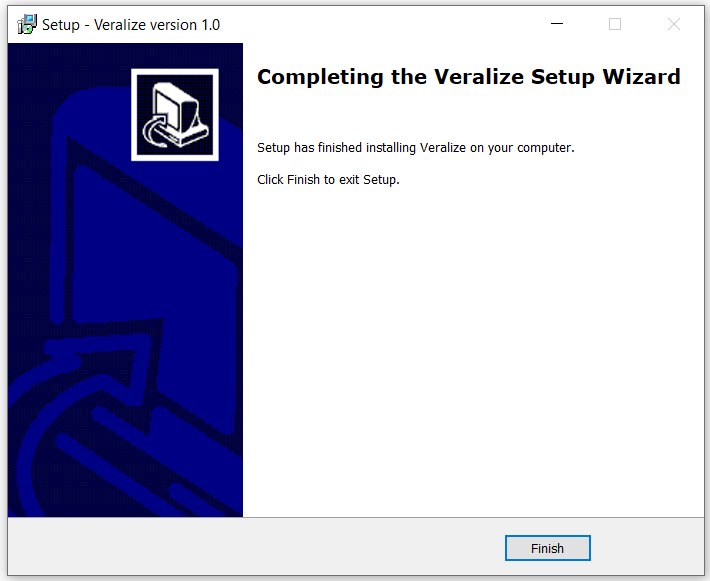 Setup - Veralize version 1.0
Completing the Veralize Setup Wizard
Setup has finished installing Veralize on your computer.
Click Finish to exit Setup.
Finish